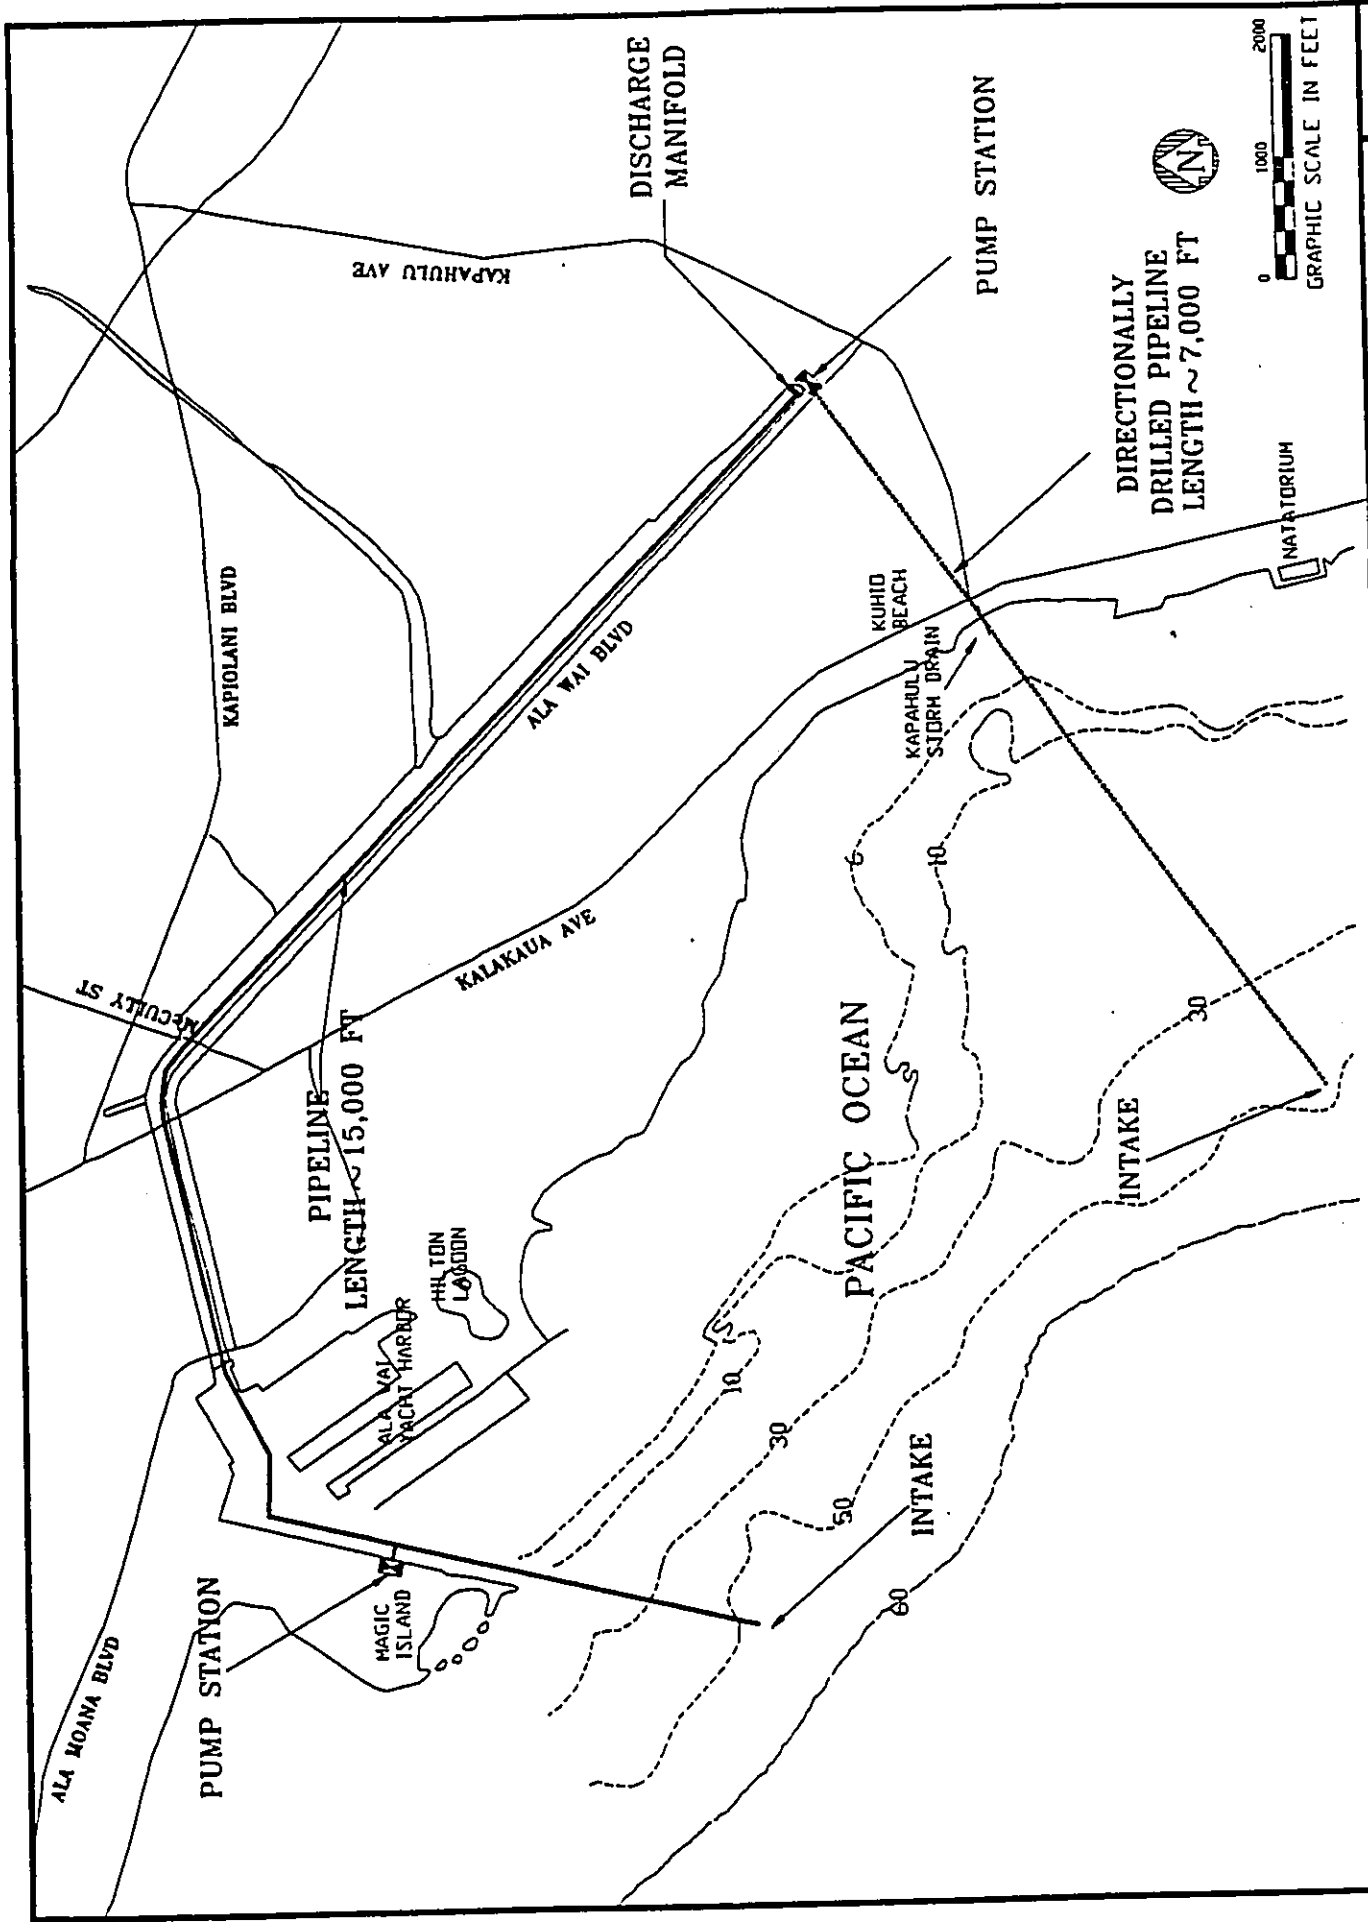 ALA MOANA BLVD
PUMP STATION
MAGIC
ISLAND
ALA WAI
YACHT HARBOR
HILTON
LAGOON
PIPELINE
LENGTH ~ 15,000 FT
McCULLY ST
KAPIOLANI BLVD
KALAKAUA AVE
ALA WAI BLVD
KAPAHULU AVE
DISCHARGE
MANIFOLD
PUMP STATION
KUHIO
BEACH
KAPAHULU
STORM DRAIN
DIRECTIONALLY
DRILLED PIPELINE
LENGTH ~ 7,000 FT
NATATORIUM
PACIFIC OCEAN
INTAKE
INTAKE
6
10
30
10
30
50
60
N
0 1000 2000
GRAPHIC SCALE IN FEET